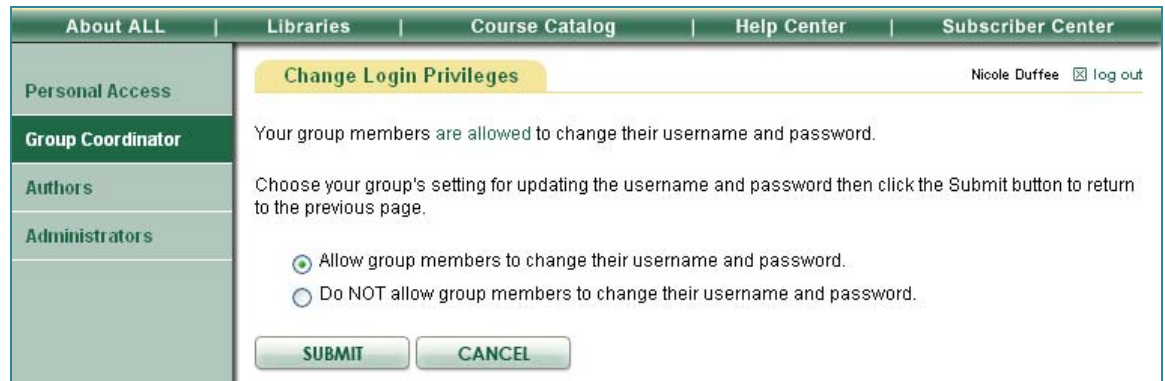 About ALL | Libraries | Course Catalog | Help Center | Subscriber Center
Personal Access
Group Coordinator
Authors
Administrators
Change Login Privileges
Nicole Duffee log out
Your group members are allowed to change their username and password.
Choose your group's setting for updating the username and password then click the Submit button to return
to the previous page.
Allow group members to change their username and password.
Do NOT allow group members to change their username and password.
SUBMIT CANCEL